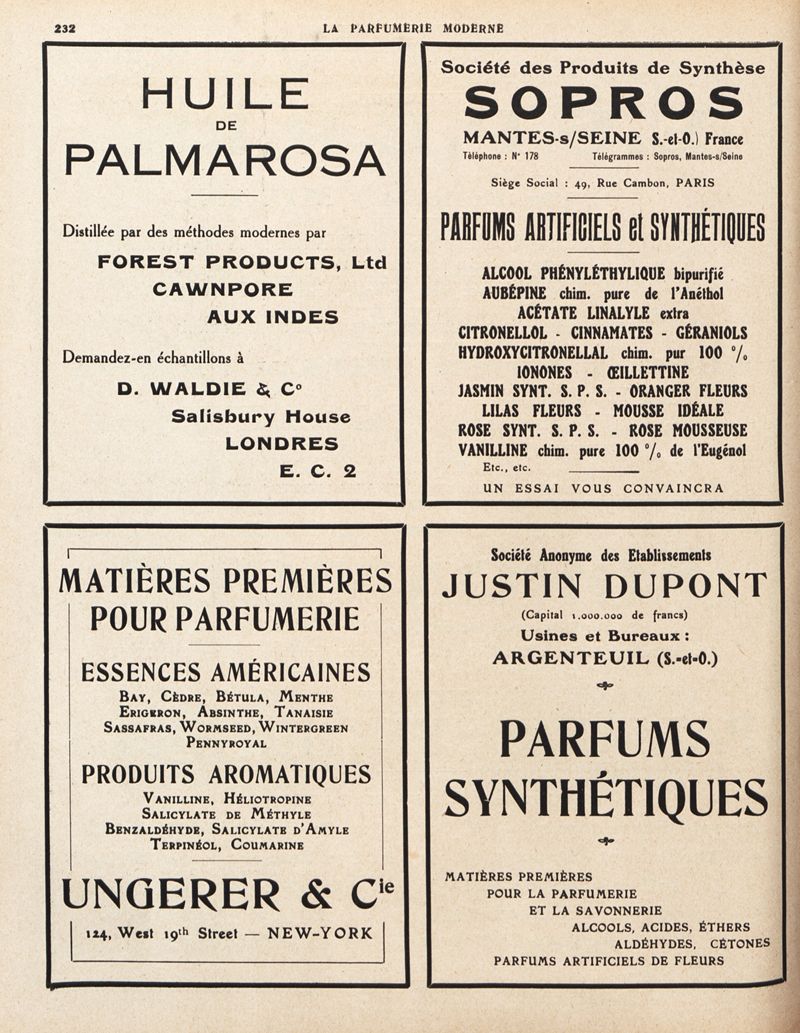 232
LA PARFUMERIE MODERNE
HUILE
DE
PALMAROSA
Distillée par des méthodes modernes par
FOREST PRODUCTS, Ltd
CAWNPORE
AUX INDES
Demandez-en échantillons à
D. WALDIE & Cº
Salisbury House
LONDRES
E. C. 2
Société des Produits de Synthèse
SOPROS
MANTES-s/SEINE S.-et-O.) France
Téléphone : Nº 178 Télégrammes : Sopros, Mantes-s/Seine
Siège Social : 49, Rue Cambon, PARIS
PARFUMS ARTIFICIELS et SYNTHÉTIQUES
ALCOOL PHÉNYLÉTHYLIQUE bipurifié
AUBÉPINE chim. pure de l'Anéthol
ACÉTATE LINALYLE extra
CITRONELLOL - CINNAMATES - GÉRANIOLS
HYDROXYCITRONELLAL chim. pur 100 %
IONONES - ŒILLETTINE
JASMIN SYNT. S. P. S. - ORANGER FLEURS
LILAS FLEURS - MOUSSE IDÉALE
ROSE SYNT. S. P. S. - ROSE MOUSSEUSE
VANILLINE chim. pure 100 % de l'Eugénol
Etc., etc.
UN ESSAI VOUS CONVAINCRA
MATIÈRES PREMIÈRES
POUR PARFUMERIE
ESSENCES AMÉRICAINES
BAY, CÈDRE, BÉTULA, MENTHE
ERIGERON, ABSINTHE, TANAISIE
SASSAFRAS, WORMSEED, WINTERGREEN
PENNYROYAL
PRODUITS AROMATIQUES
VANILLINE, HÉLIOTROPINE
SALICYLATE DE MÉTHYLE
BENZALDÉHYDE, SALICYLATE D'AMYLE
TERPINÉOL, COUMARINE
UNGERER & Cie
124, West 19th Street — NEW-YORK
Société Anonyme des Etablissements
JUSTIN DUPONT
(Capital 1.000.000 de francs)
Usines et Bureaux :
ARGENTEUIL (S.-et-O.)
PARFUMS
SYNTHÉTIQUES
MATIÈRES PREMIÈRES
POUR LA PARFUMERIE
ET LA SAVONNERIE
ALCOOLS, ACIDES, ÉTHERS
ALDÉHYDES, CÉTONES
PARFUMS ARTIFICIELS DE FLEURS